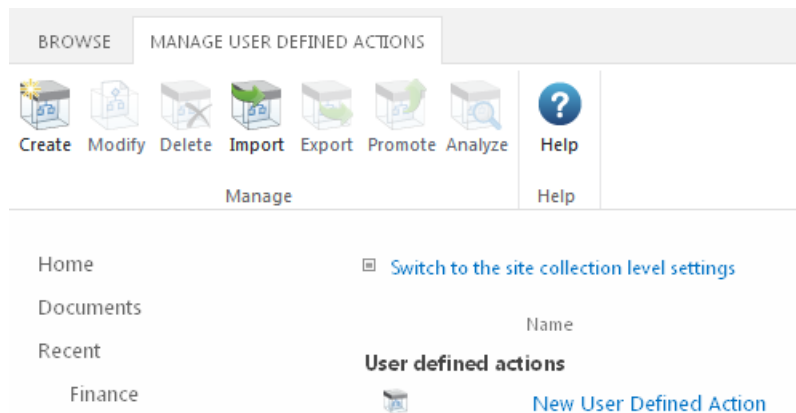 BROWSE MANAGE USER DEFINED ACTIONS
Create Modify Delete Import Export Promote Analyze Help
Manage Help
Home
Switch to the site collection level settings
Documents
Name
Recent
User defined actions
Finance
New User Defined Action